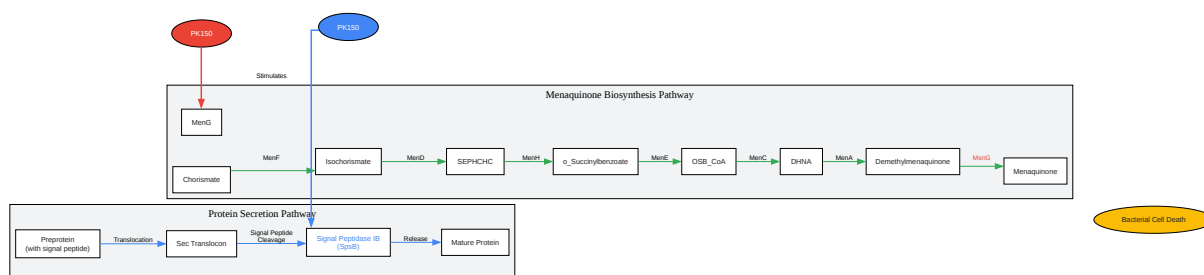 PK150
PK150
Stimulates
Menaquinone Biosynthesis Pathway
MenG
MenF
Chorismate
Isochorismate
MenD
SEPHCHC
MenH
o_Succinylbenzoate
MenE
OSB_CoA
MenC
DHNA
MenA
Demethylmenaquinone
MenG
Menaquinone
Protein Secretion Pathway
Preprotein
(with signal peptide)
Translocation
Sec Translocon
Signal Peptide
Cleavage
Signal Peptidase IB
(SpsB)
Release
Mature Protein
Bacterial Cell Death